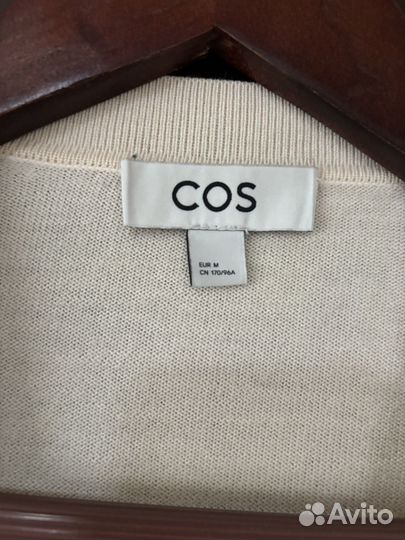 COS
EUR M
CN 170/96A
Avito